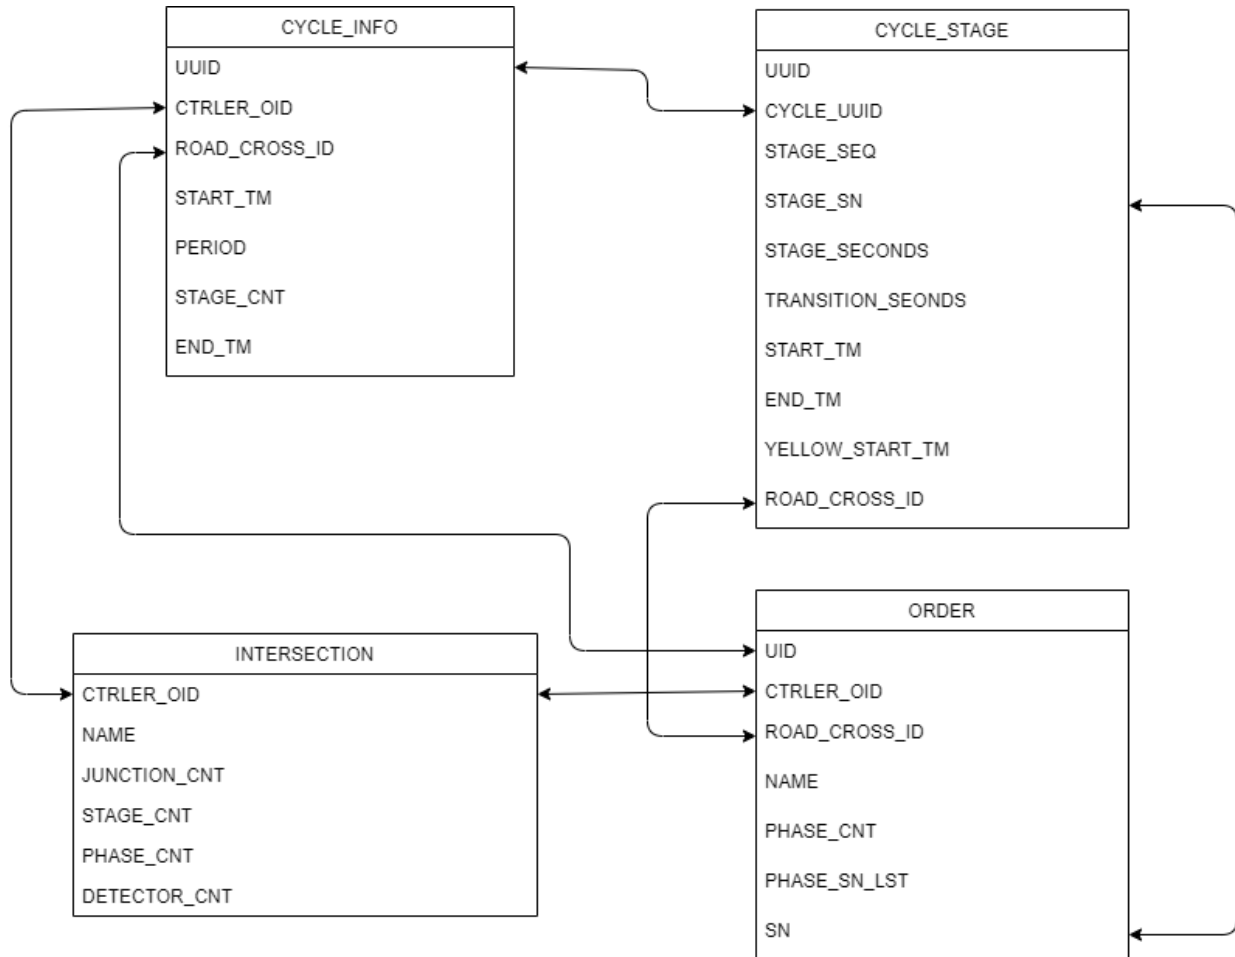 CYCLE_INFO
UUID
CTRLER_OID
ROAD_CROSS_ID
START_TM
PERIOD
STAGE_CNT
END_TM
CYCLE_STAGE
UUID
CYCLE_UUID
STAGE_SEQ
STAGE_SN
STAGE_SECONDS
TRANSITION_SEONDS
START_TM
END_TM
YELLOW_START_TM
ROAD_CROSS_ID
INTERSECTION
CTRLER_OID
NAME
JUNCTION_CNT
STAGE_CNT
PHASE_CNT
DETECTOR_CNT
ORDER
UID
CTRLER_OID
ROAD_CROSS_ID
NAME
PHASE_CNT
PHASE_SN_LST
SN